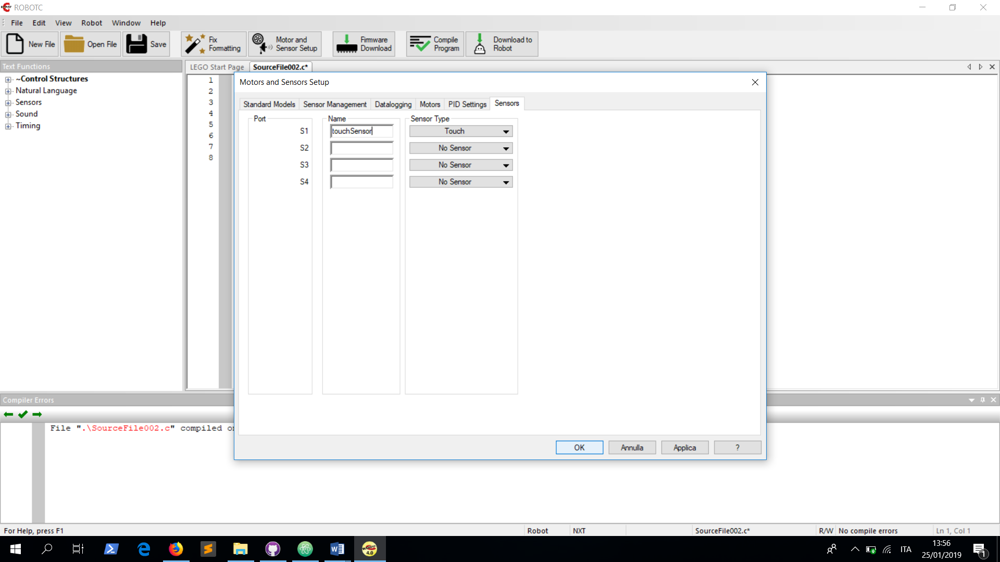 ROBOTC
File Edit View Robot Window Help
New File Open File Save Fix Formatting Motor and Sensor Setup Firmware Download Compile Program Download to Robot
Text Functions
LEGO Start Page SourceFile002.c*
~Control Structures
Natural Language
Sensors
Sound
Timing
1
2
3
4
5
6
7
8
Motors and Sensors Setup
Standard Models Sensor Management Datalogging Motors PID Settings Sensors
Port Name Sensor Type
S1 touchSensor Touch
S2 No Sensor
S3 No Sensor
S4 No Sensor
OK Annulla Applica ?
Compiler Errors
File ".\SourceFile002.c" compiled
For Help, press F1 Robot NXT SourceFile002.c* R/W No compile errors Ln 1, Col 1
4.0
ITA
13:56
25/01/2019
1